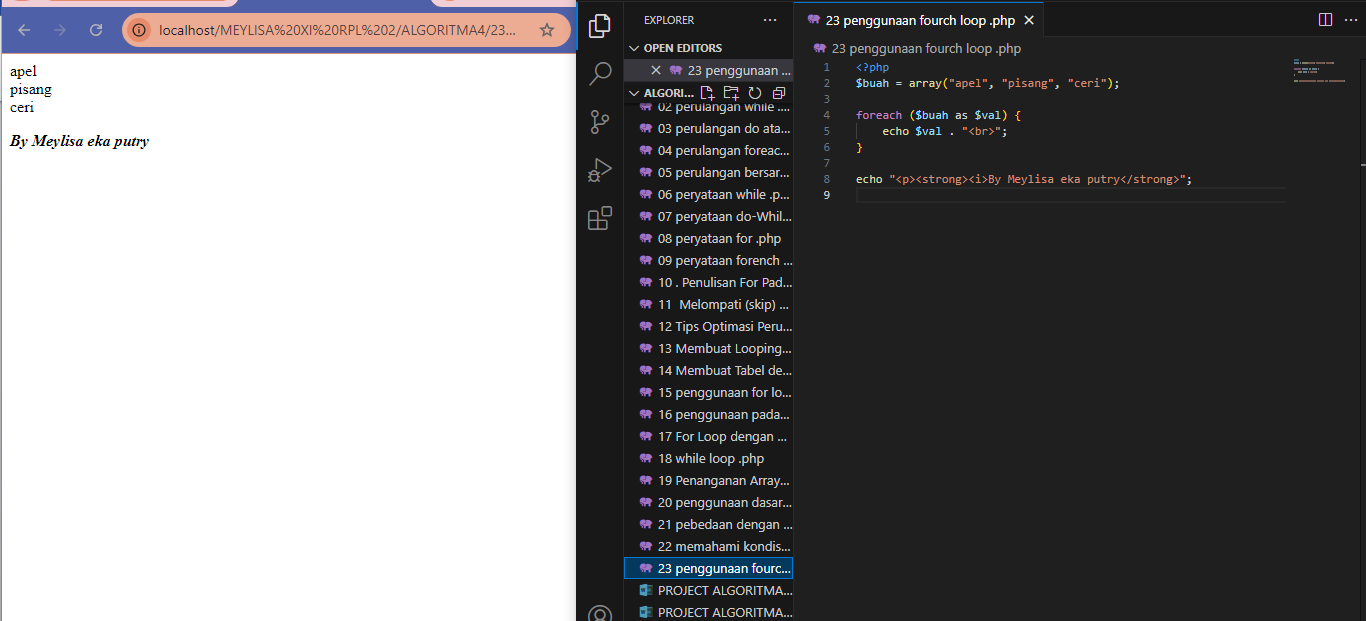 localhost/MEYLISA%20XI%20RPL%202/ALGORITMA4/23...
apel
pisang
ceri
By Meylisa eka putry
EXPLORER
OPEN EDITORS
23 penggunaan ...
ALGORI...
02 perulangan while ....
03 perulangan do ata...
04 perulangan foreac...
05 perulangan bersar...
06 peryataan while .p...
07 peryataan do-Whil...
08 peryataan for .php
09 peryataan forench ...
10 . Penulisan For Pad...
11  Melompati (skip) ...
12 Tips Optimasi Peru...
13 Membuat Looping...
14 Membuat Tabel de...
15 penggunaan for lo...
16 penggunaan pada...
17 For Loop dengan ...
18 while loop .php
19 Penanganan Array...
20 penggunaan dasar...
21 pebedaan dengan ...
22 memahami kondis...
23 penggunaan fourc...
PROJECT ALGORITMA...
PROJECT ALGORITMA...
23 penggunaan fourch loop .php
23 penggunaan fourch loop .php
1 <?php
2 $buah = array("apel", "pisang", "ceri");
3
4 foreach ($buah as $val) {
5     echo $val . "<br>";
6 }
7
8 echo "<p><strong><i>By Meylisa eka putry</strong>";
9